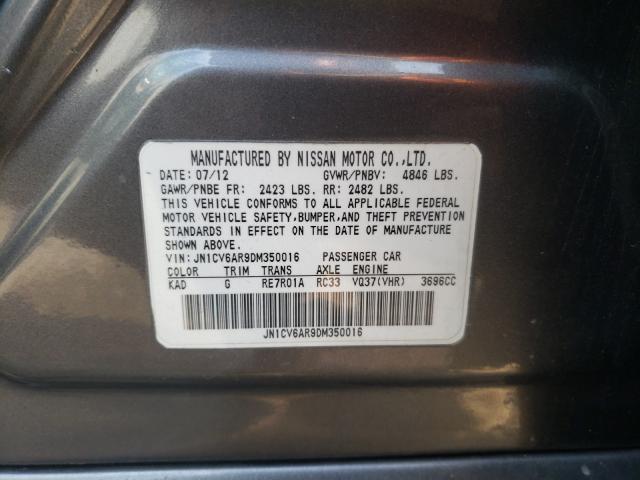 MANUFACTURED BY NISSAN MOTOR CO.,LTD.
DATE: 07/12 GVWR/PNBV: 4846 LBS.
GAWR/PNBE FR: 2423 LBS. RR: 2482 LBS.
THIS VEHICLE CONFORMS TO ALL APPLICABLE FEDERAL
MOTOR VEHICLE SAFETY,BUMPER,AND THEFT PREVENTION
STANDARDS IN EFFECT ON THE DATE OF MANUFACTURE
SHOWN ABOVE.
VIN: JN1CV6AR9DM350016 PASSENGER CAR
COLOR TRIM TRANS AXLE ENGINE
KAD G RE7R01A RC33 VQ37(VHR) 3696CC
JN1CV6AR9DM350016